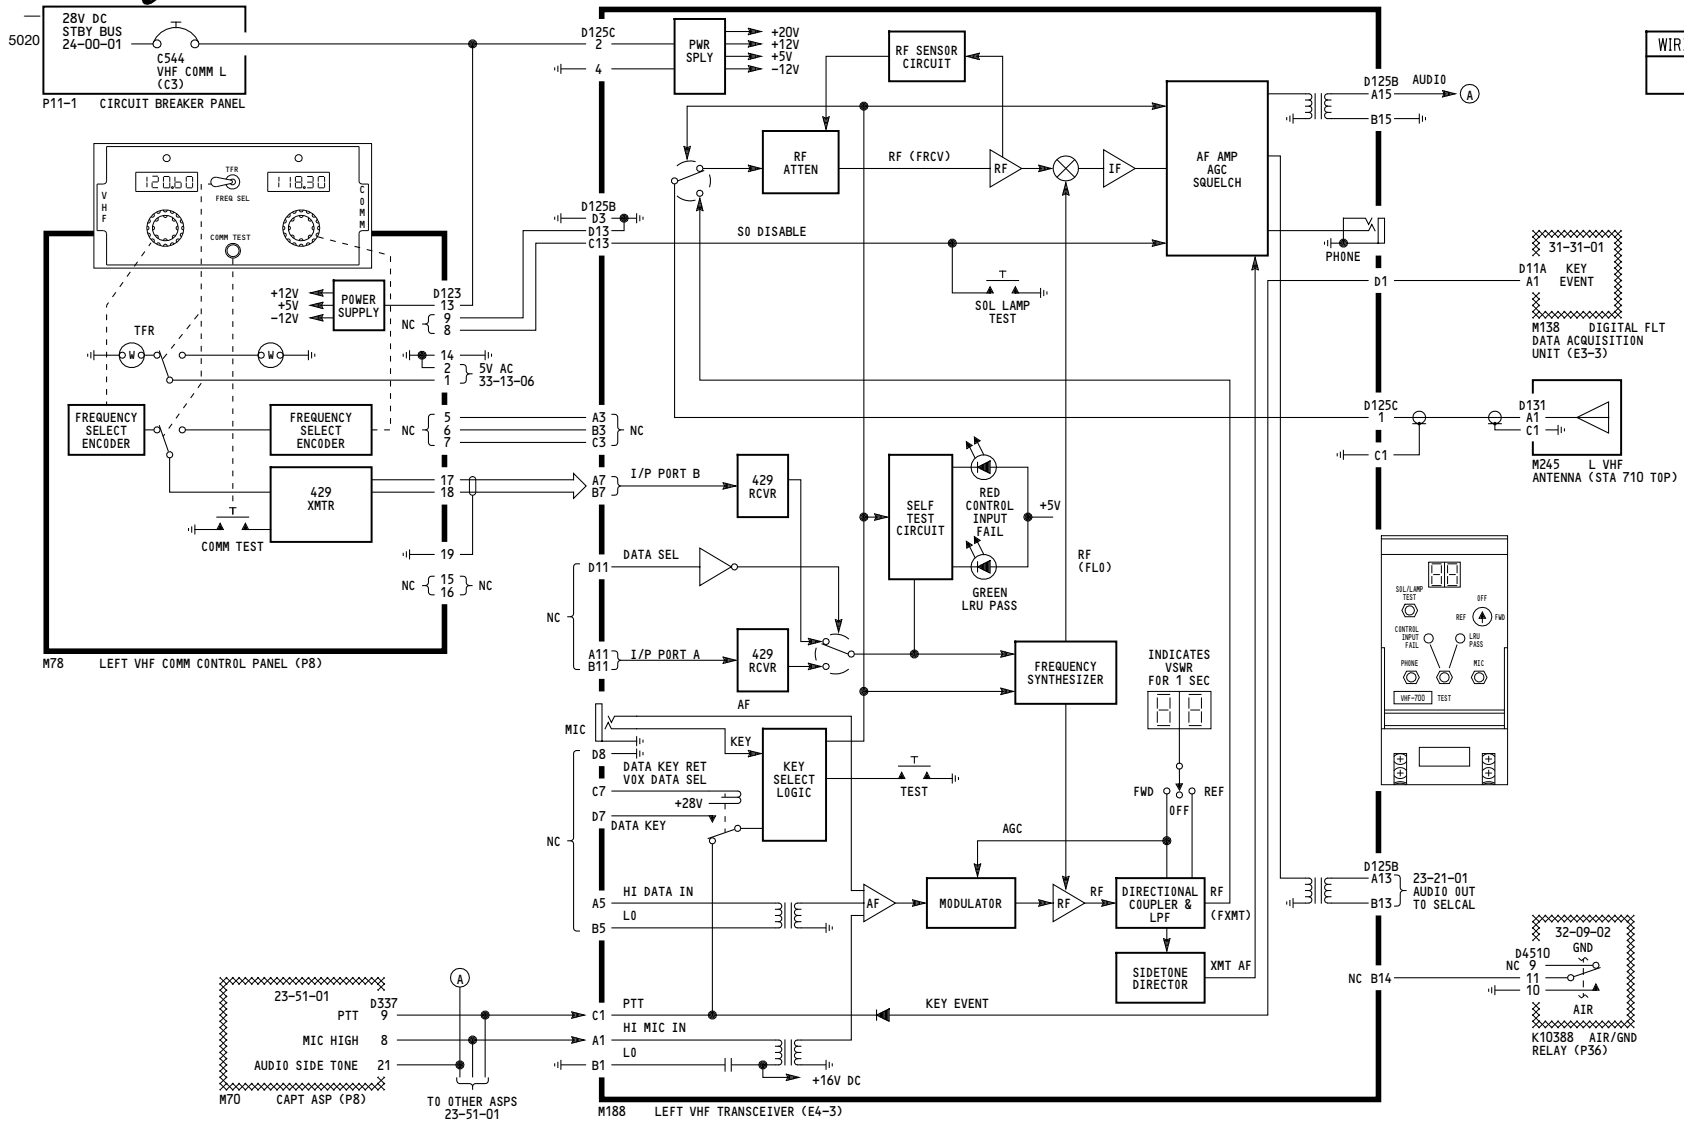 5020
28V DC
STBY BUS
24-00-01
C544
VHF COMM L
(C3)
P11-1 CIRCUIT BREAKER PANEL
120.60
TFR
118.30
FREQ SEL
VHF
COMM
COMM TEST
+12V
+5V
-12V
POWER
SUPPLY
D123
13
9
NC
8
TFR
W
W
14
2
1
5V AC
33-13-06
FREQUENCY
SELECT
ENCODER
FREQUENCY
SELECT
ENCODER
5
NC 6
7
429
XMTR
17
18
COMM TEST
19
NC 15 NC
16
M78 LEFT VHF COMM CONTROL PANEL (P8)
D125C
2
4
PWR
SPLY
+20V
+12V
+5V
-12V
RF SENSOR
CIRCUIT
RF
ATTEN
RF (FRCV)
RF
IF
AF AMP
AGC
SQUELCH
D125B
D3
D13
C13
SQ DISABLE
SQL LAMP
TEST
A3
B3 NC
C3
A7
B7
I/P PORT B
429
RCVR
DATA SEL
D11
NC
A11
B11
I/P PORT A
429
RCVR
SELF
TEST
CIRCUIT
RED
CONTROL
INPUT
FAIL
+5V
GREEN
LRU PASS
RF
(FLO)
FREQUENCY
SYNTHESIZER
INDICATES
VSWR
FOR 1 SEC
AF
MIC
KEY
D8
DATA KEY RET
VOX DATA SEL
C7
+28V
D7
DATA KEY
NC
KEY
SELECT
LOGIC
TEST
FWD
REF
OFF
AGC
HI DATA IN
A5
LO
B5
AF
MODULATOR
RF
RF
DIRECTIONAL
COUPLER &
LPF
RF
(FXMT)
SIDETONE
DIRECTOR
XMT AF
PTT
C1
KEY EVENT
HI MIC IN
A1
LO
B1
+16V DC
M188 LEFT VHF TRANSCEIVER (E4-3)
A
23-51-01
D337
PTT 9
MIC HIGH 8
AUDIO SIDE TONE 21
M70 CAPT ASP (P8)
TO OTHER ASPS
23-51-01
D125B AUDIO
A15 A
B15
PHONE
D1
31-31-01
D11A KEY
A1 EVENT
M138 DIGITAL FLT
DATA ACQUISITION
UNIT (E3-3)
D125C
1
C1
D131
A1
C1
M245 L VHF
ANTENNA (STA 710 TOP)
SQL/LAMP
TEST
OFF
REF FWD
CONTROL
INPUT
FAIL
LRU
PASS
PHONE
MIC
VHF-700 TEST
D125B
A13
B13
23-21-01
AUDIO OUT
TO SELCAL
NC B14
32-09-02
GND
D4510
NC 9
11
10
AIR
K10388 AIR/GND
RELAY (P36)